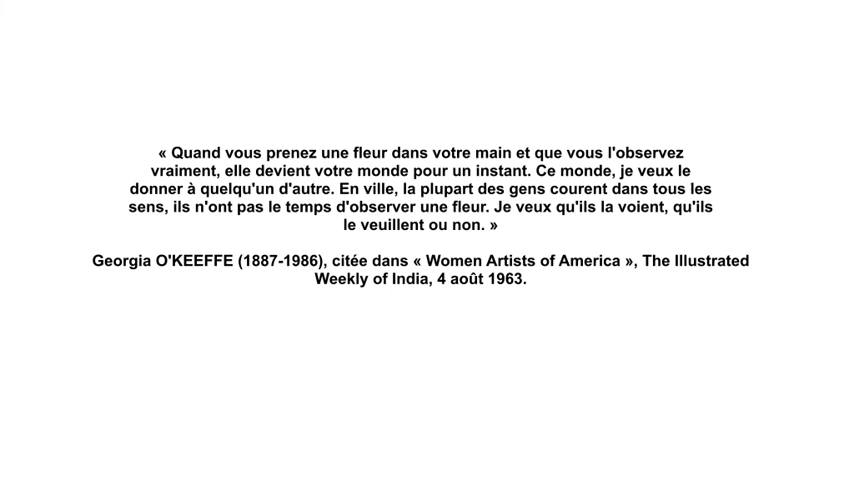 « Quand vous prenez une fleur dans votre main et que vous l'observez
vraiment, elle devient votre monde pour un instant. Ce monde, je veux le
donner à quelqu'un d'autre. En ville, la plupart des gens courent dans tous les
sens, ils n'ont pas le temps d'observer une fleur. Je veux qu'ils la voient, qu'ils
le veuillent ou non. »
Georgia O'KEEFFE (1887-1986), citée dans « Women Artists of America », The Illustrated
Weekly of India, 4 août 1963.